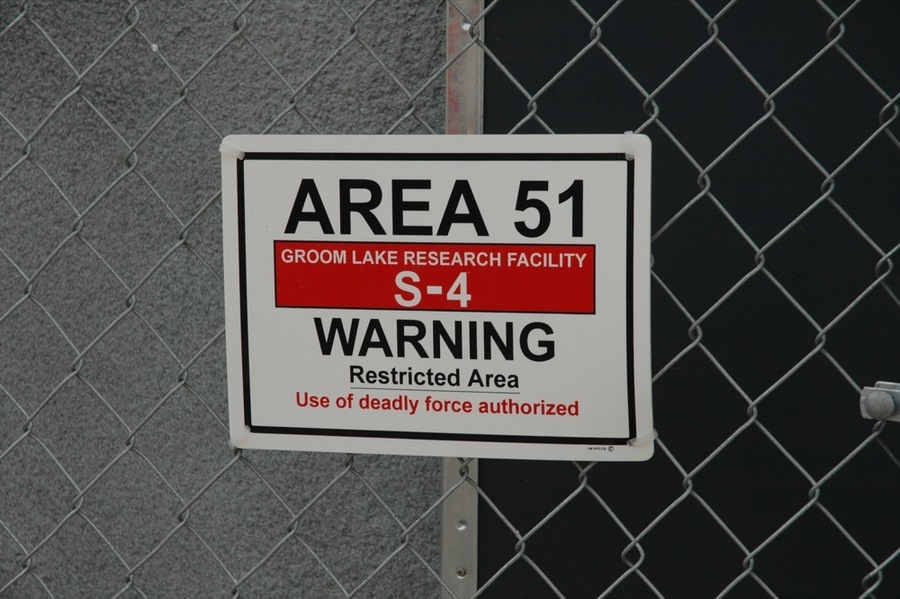 AREA 51
GROOM LAKE RESEARCH FACILITY
S-4
WARNING
Restricted Area
Use of deadly force authorized